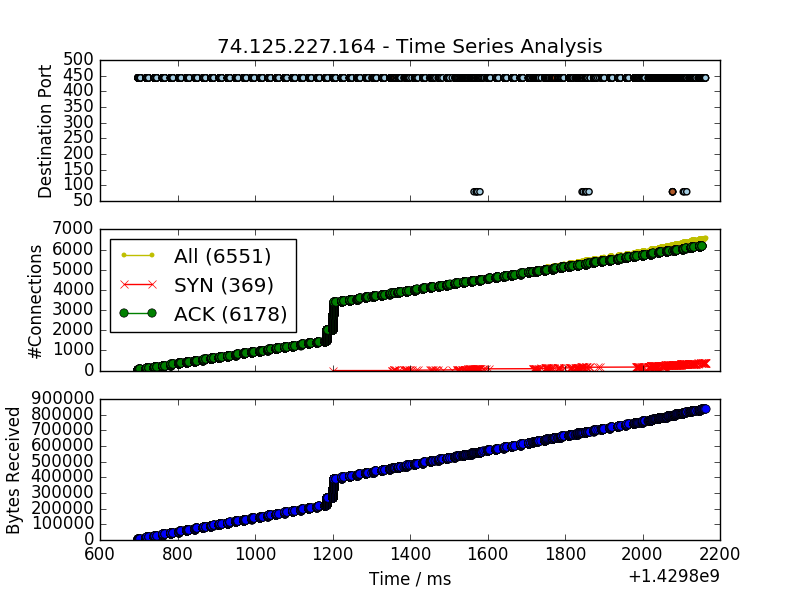 74.125.227.164 - Time Series Analysis
500
450
400
350
300
250
200
150
100
50
Destination Port
7000
6000
5000
4000
3000
2000
1000
0
#Connections
All (6551)
SYN (369)
ACK (6178)
900000
800000
700000
600000
500000
400000
300000
200000
100000
0
Bytes Received
600 800 1000 1200 1400 1600 1800 2000 2200
Time / ms
+1.4298e9